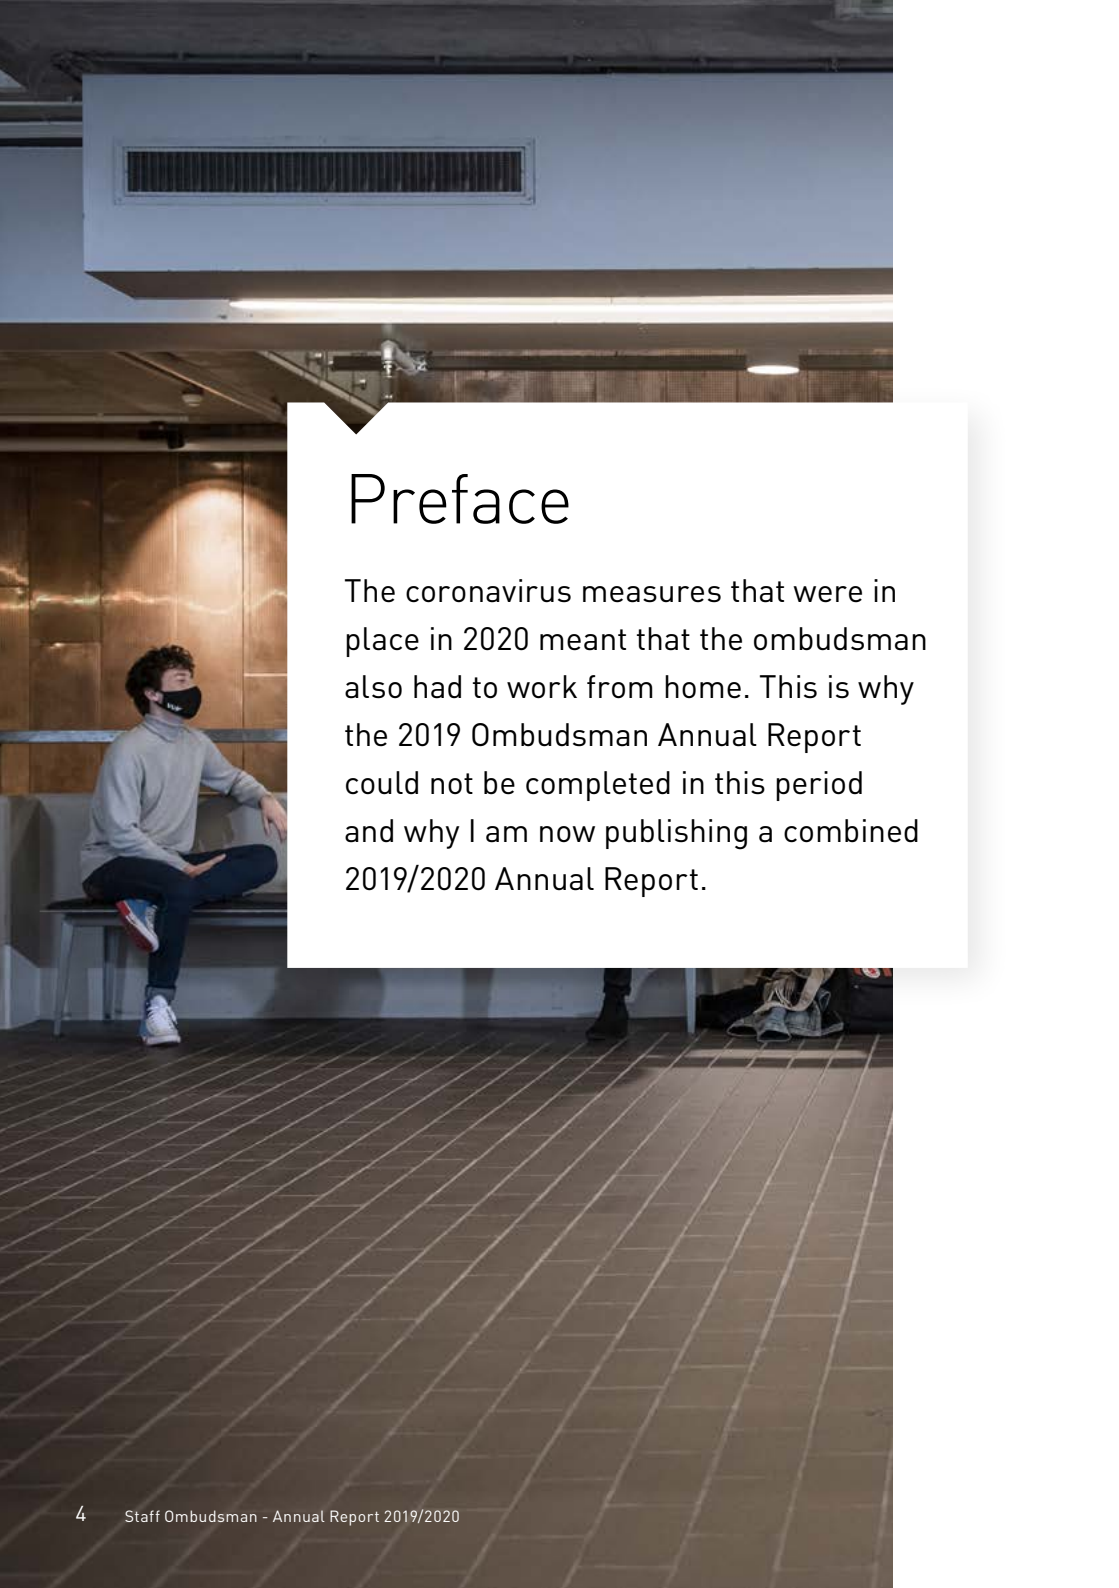 Preface
The coronavirus measures that were in
place in 2020 meant that the ombudsman
also had to work from home. This is why
the 2019 Ombudsman Annual Report
could not be completed in this period
and why I am now publishing a combined
2019/2020 Annual Report.
4 Staff Ombudsman - Annual Report 2019/2020